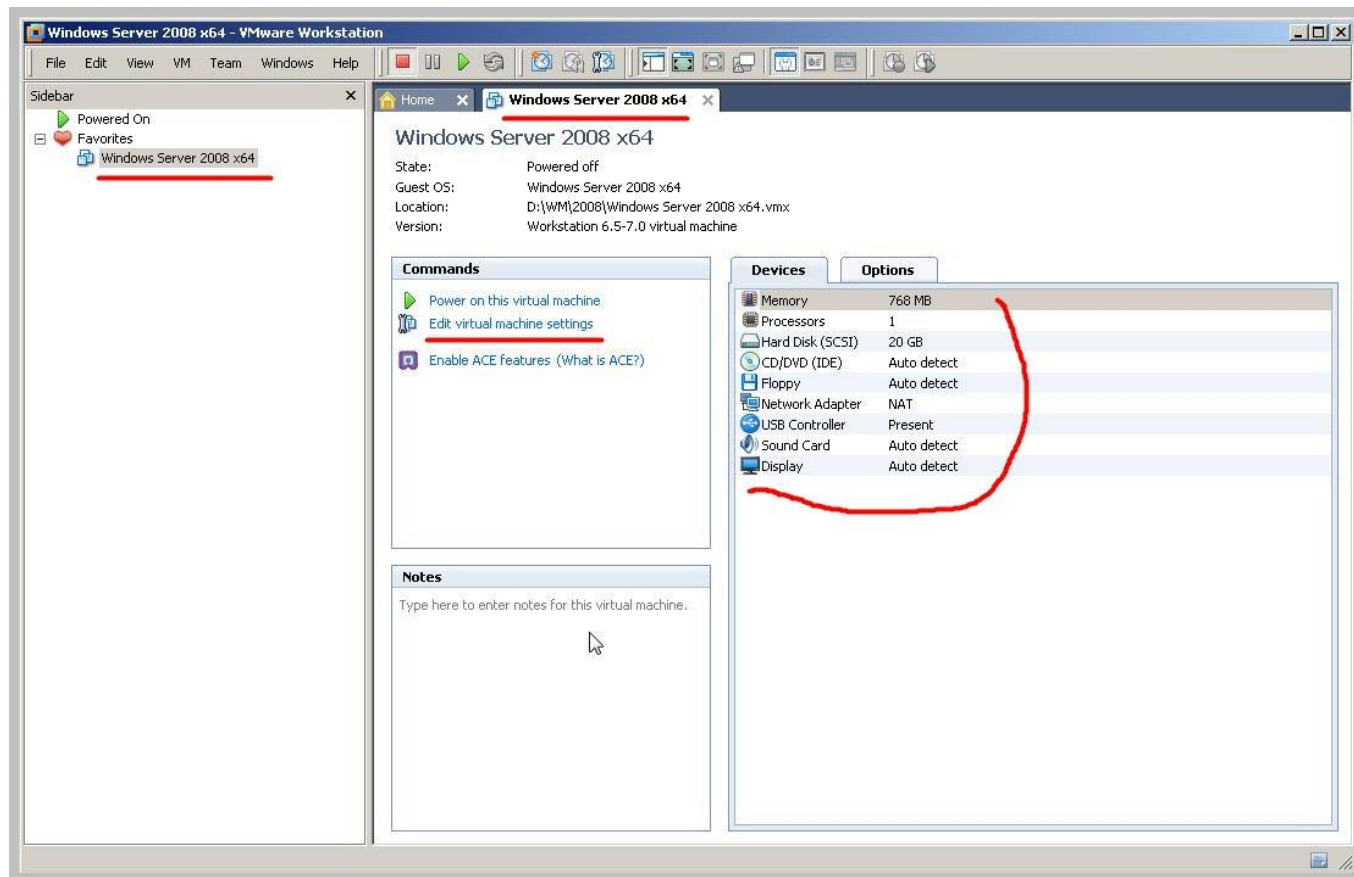 Windows Server 2008 x64 - VMware Workstation
File Edit View VM Team Windows Help
Sidebar
Powered On
Favorites
Windows Server 2008 x64
Home Windows Server 2008 x64
Windows Server 2008 x64
State: Powered off
Guest OS: Windows Server 2008 x64
Location: D:\WM\2008\Windows Server 2008 x64.vmx
Version: Workstation 6.5-7.0 virtual machine
Commands
Power on this virtual machine
Edit virtual machine settings
Enable ACE features (What is ACE?)
Notes
Type here to enter notes for this virtual machine.
Devices Options
Memory 768 MB
Processors 1
Hard Disk (SCSI) 20 GB
CD/DVD (IDE) Auto detect
Floppy Auto detect
Network Adapter NAT
USB Controller Present
Sound Card Auto detect
Display Auto detect